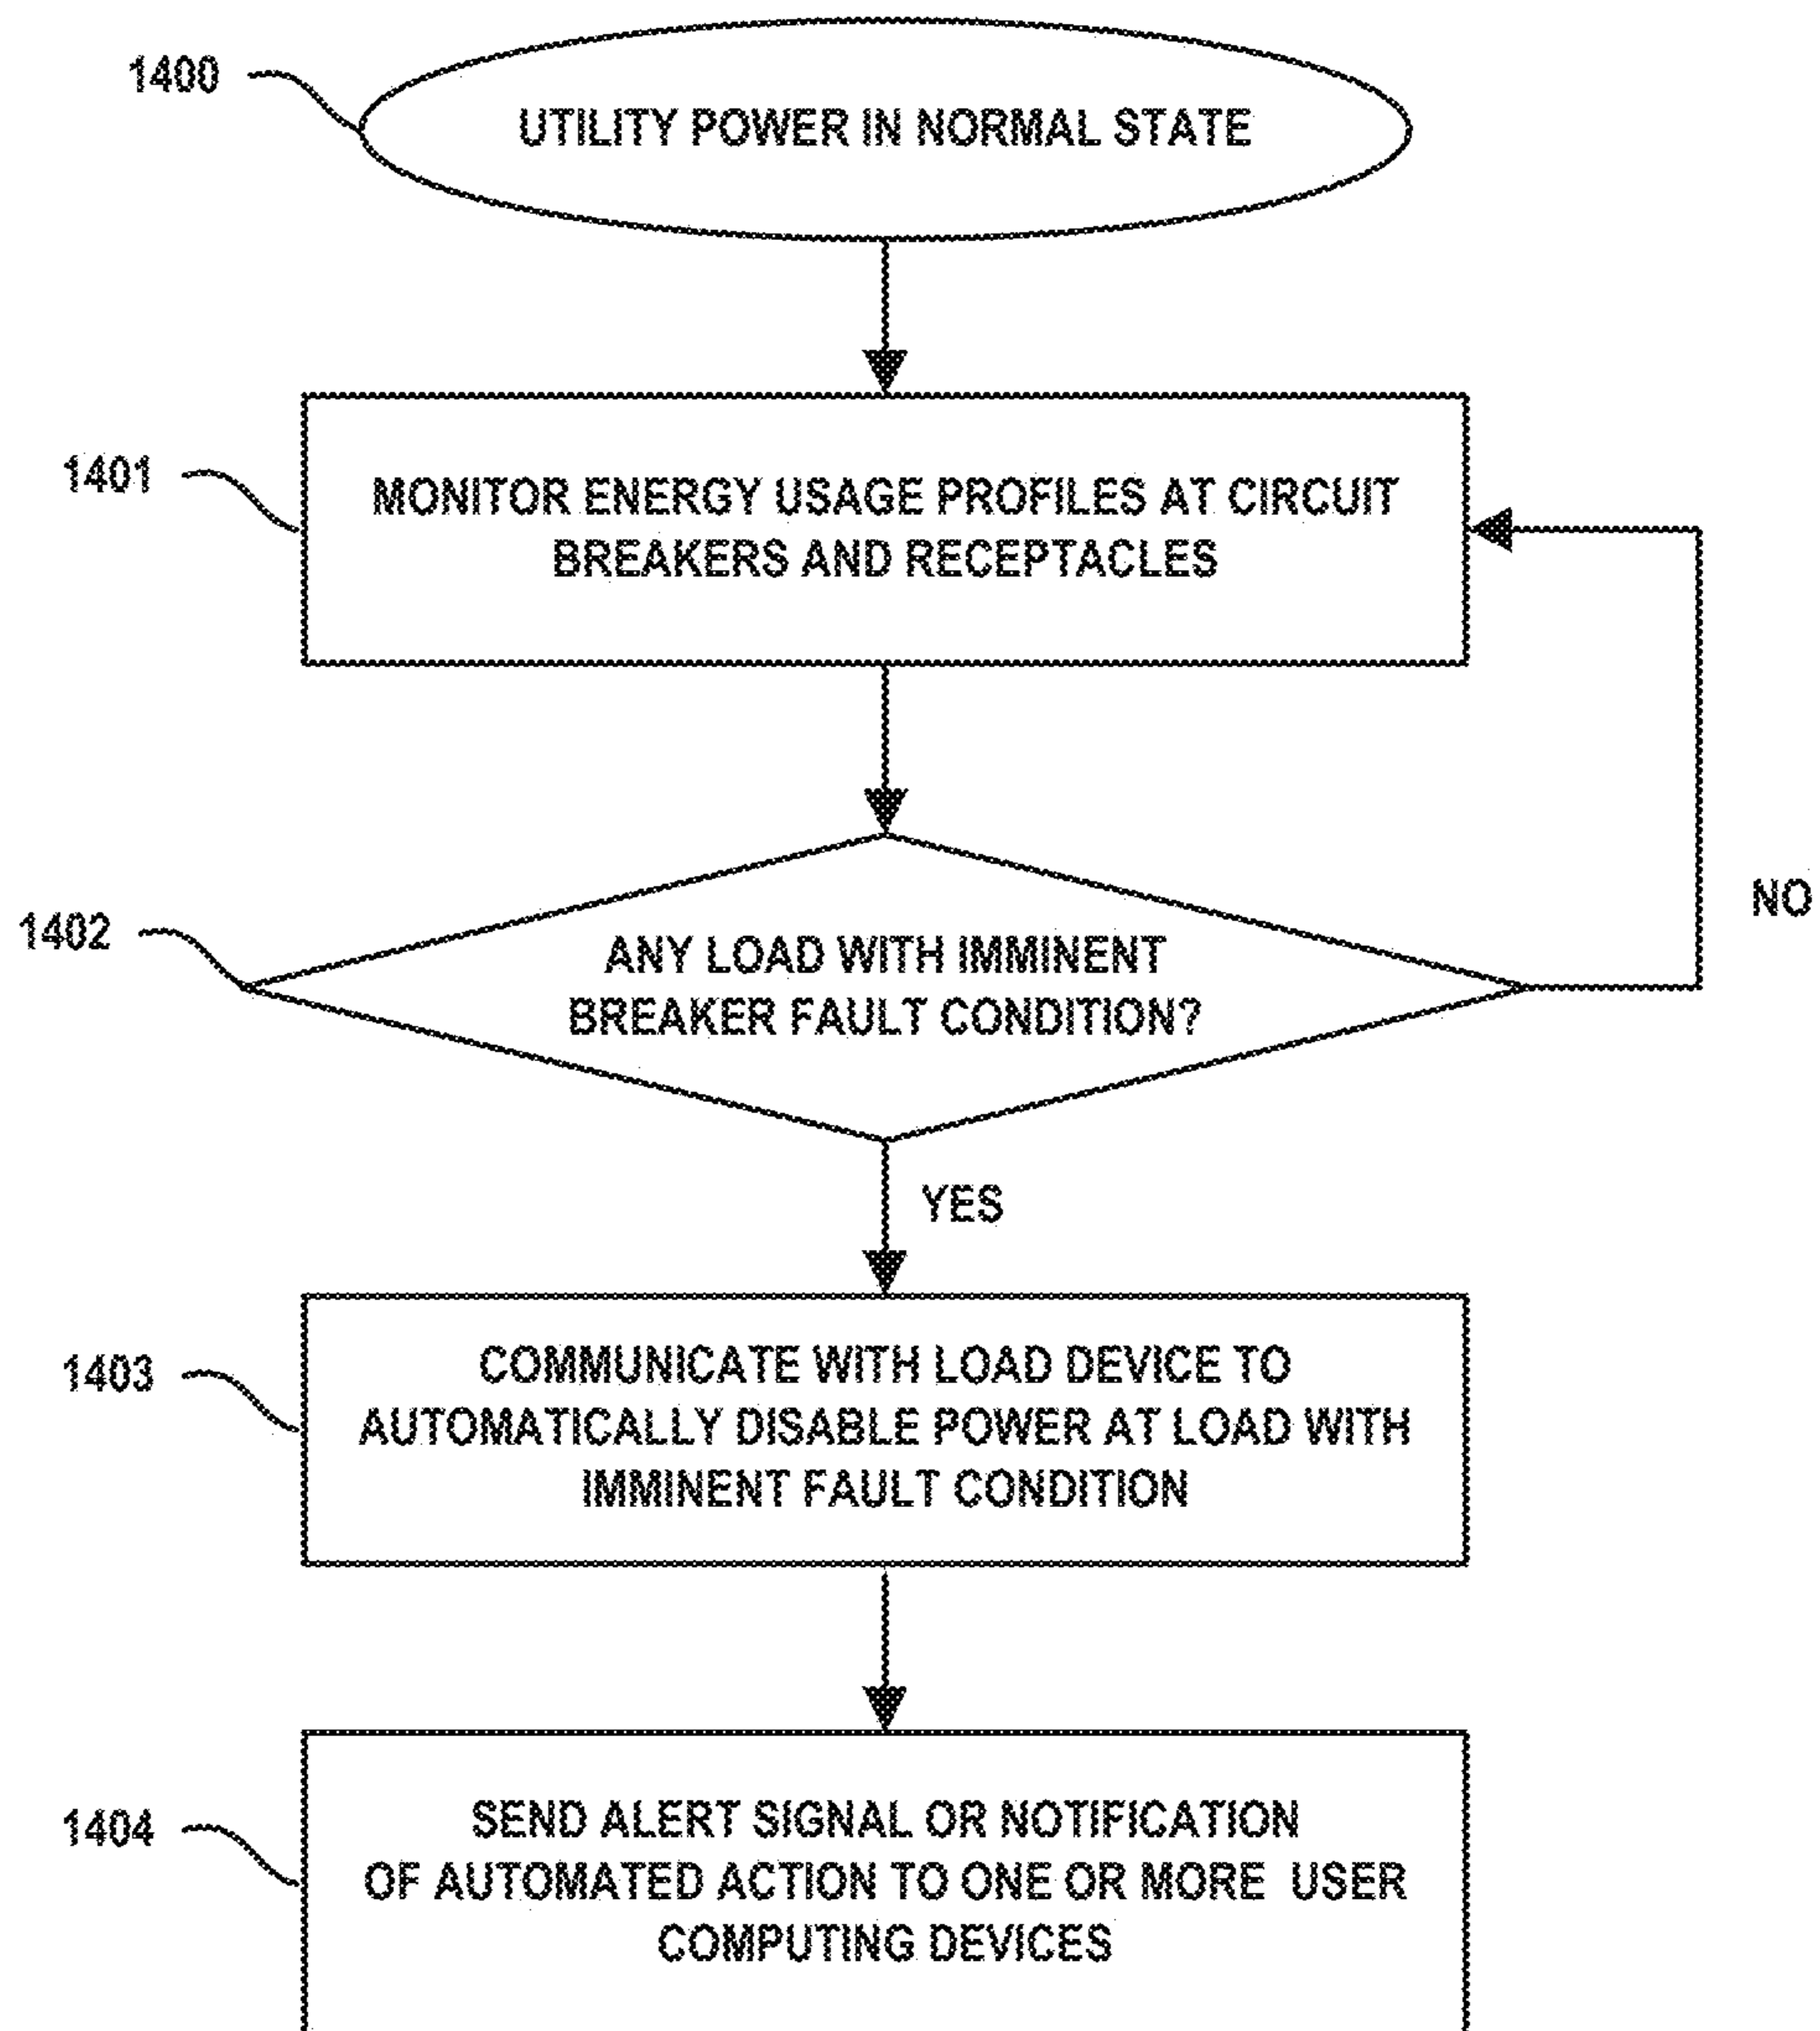 1400
UTILITY POWER IN NORMAL STATE
1401
MONITOR ENERGY USAGE PROFILES AT CIRCUIT
BREAKERS AND RECEPTACLES
NO
1402
ANY LOAD WITH IMMINENT
BREAKER FAULT CONDITION?
YES
1403
COMMUNICATE WITH LOAD DEVICE TO
AUTOMATICALLY DISABLE POWER AT LOAD WITH
IMMINENT FAULT CONDITION
1404
SEND ALERT SIGNAL OR NOTIFICATION
OF AUTOMATED ACTION TO ONE OR MORE USER
COMPUTING DEVICES